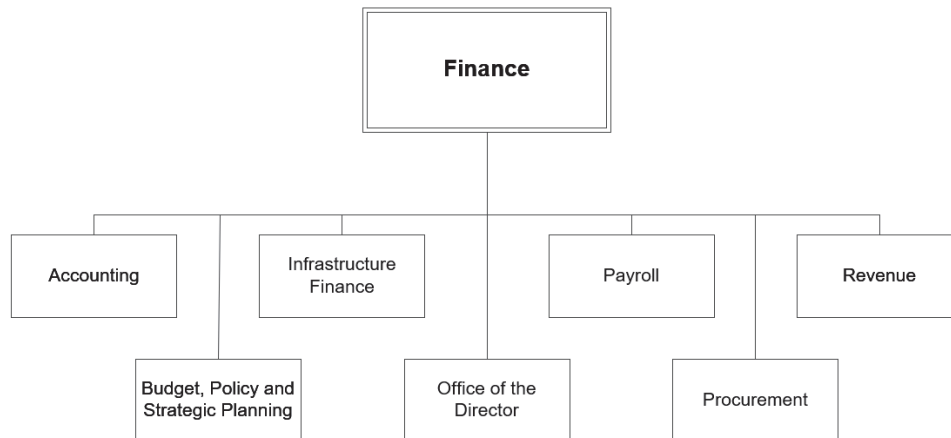 Finance
Accounting
Infrastructure
Finance
Payroll
Revenue
Budget, Policy and
Strategic Planning
Office of the
Director
Procurement